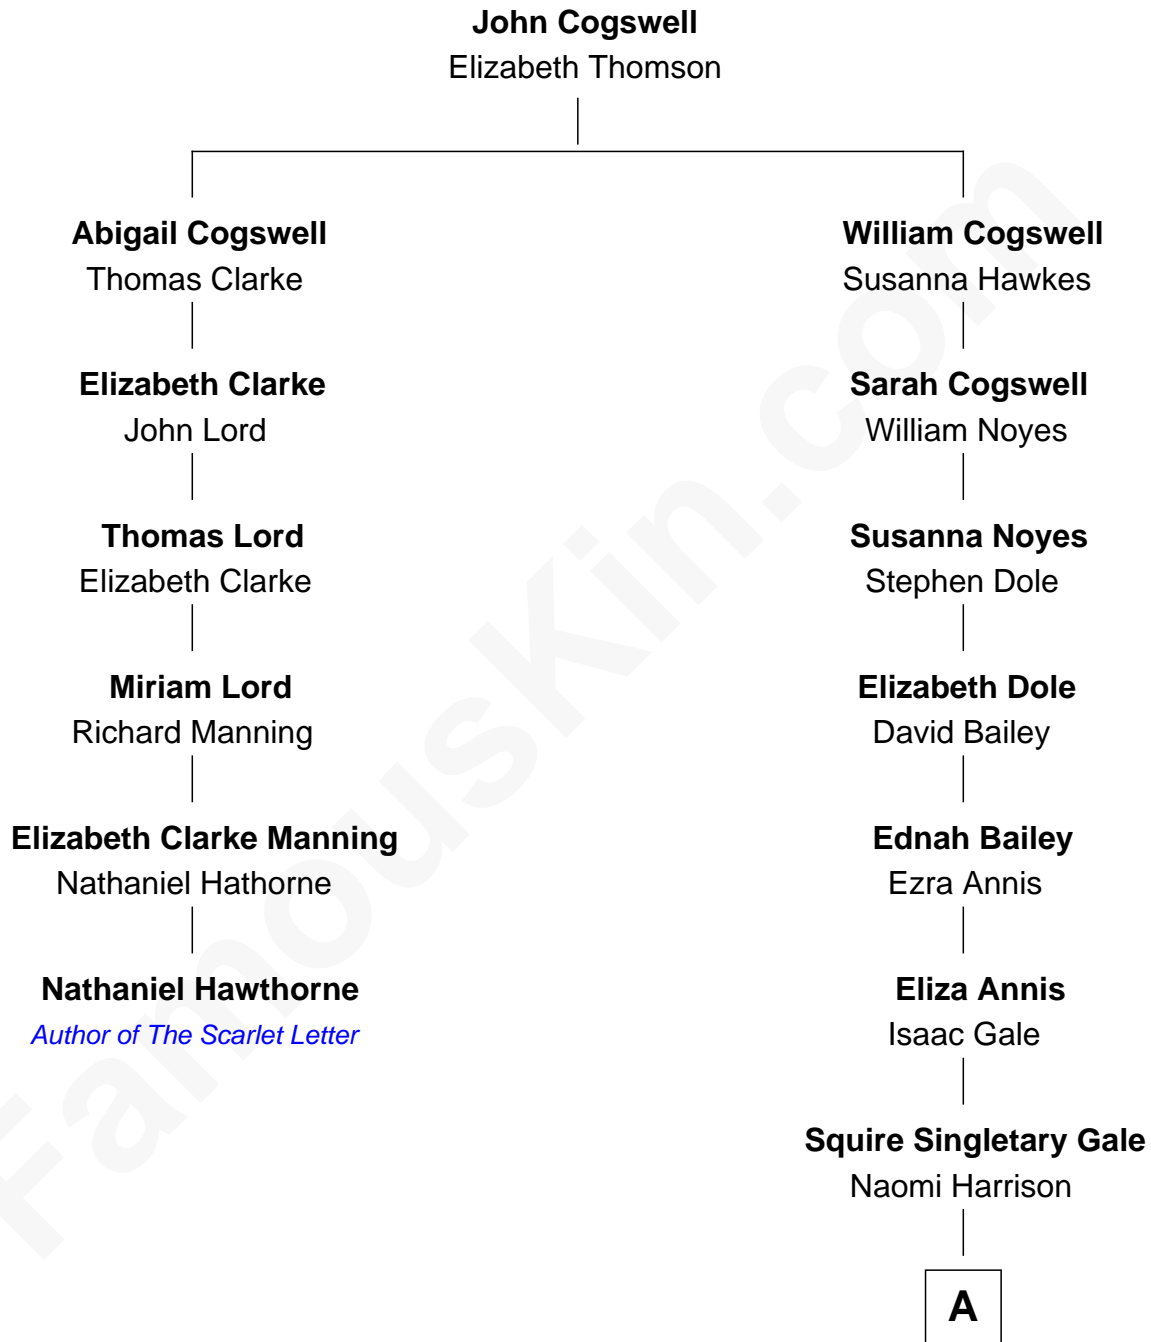 John Cogswell
Elizabeth Thomson
Abigail Cogswell
Thomas Clarke
Elizabeth Clarke
John Lord
Thomas Lord
Elizabeth Clarke
Miriam Lord
Richard Manning
Elizabeth Clarke Manning
Nathaniel Hathorne
Nathaniel Hawthorne
Author of The Scarlet Letter
William Cogswell
Susanna Hawkes
Sarah Cogswell
William Noyes
Susanna Noyes
Stephen Dole
Elizabeth Dole
David Bailey
Ednah Bailey
Ezra Annis
Eliza Annis
Isaac Gale
Squire Singletary Gale
Naomi Harrison
A
FamousKin.com